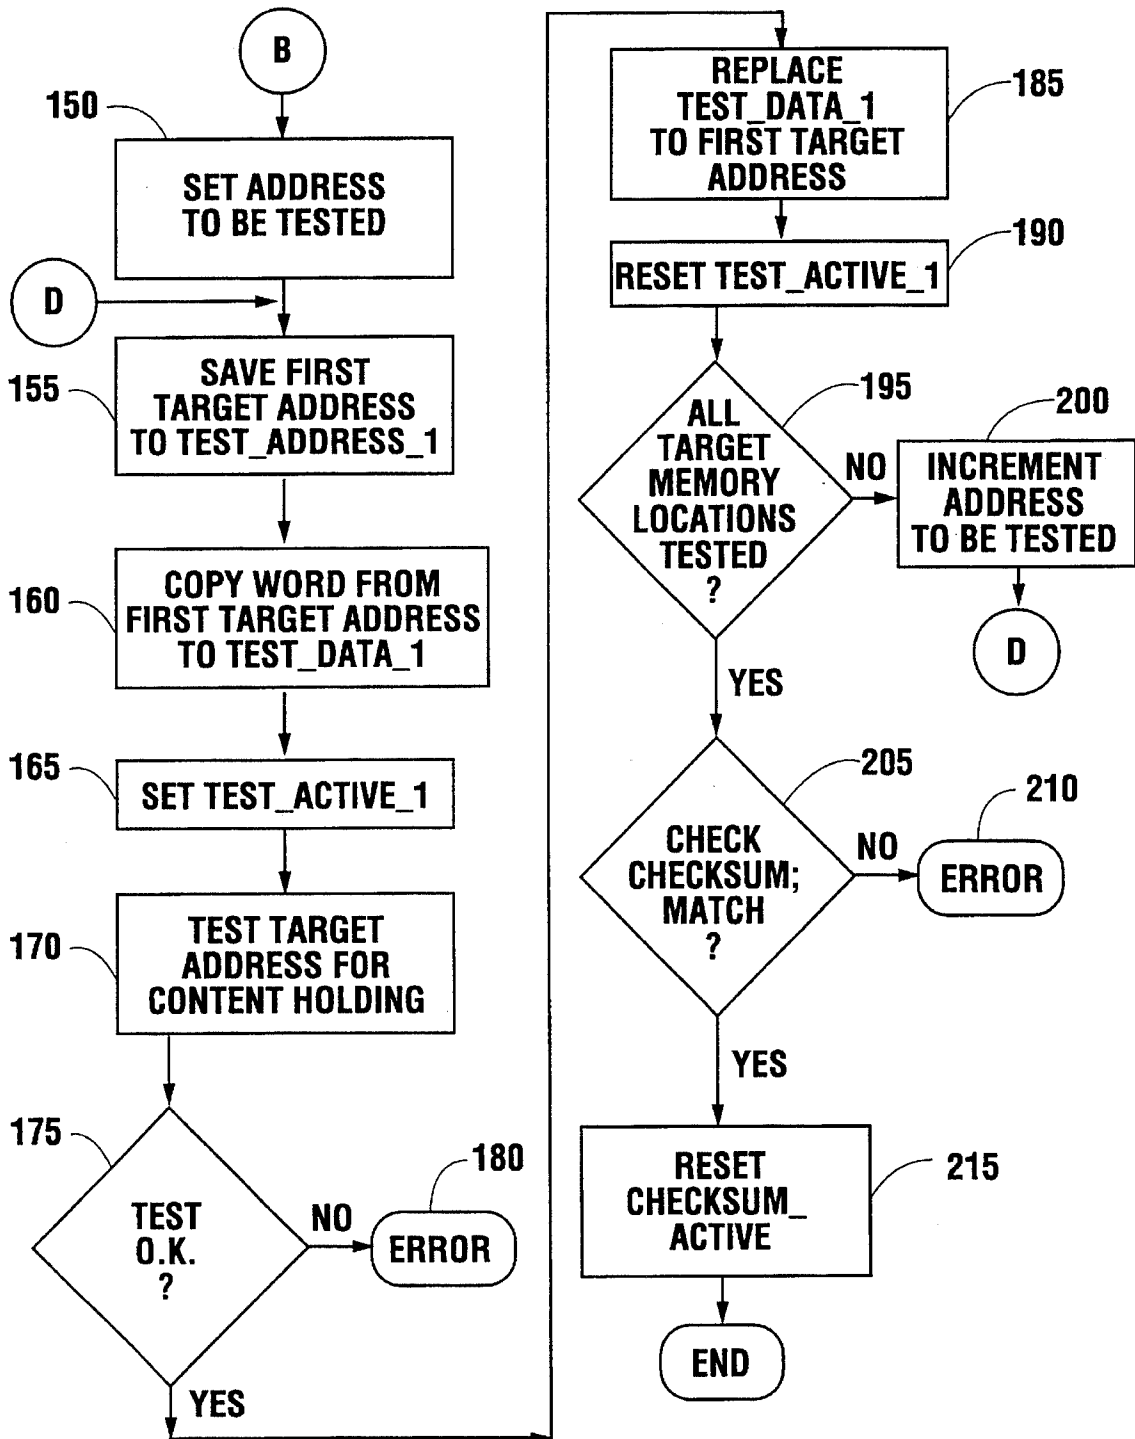 B
150
SET ADDRESS
TO BE TESTED
D
155
SAVE FIRST
TARGET ADDRESS
TO TEST_ADDRESS_1
160
COPY WORD FROM
FIRST TARGET ADDRESS
TO TEST_DATA_1
165
SET TEST_ACTIVE_1
170
TEST TARGET
ADDRESS FOR
CONTENT HOLDING
175
TEST
O.K.
?
NO
180
ERROR
YES
REPLACE
TEST_DATA_1
TO FIRST TARGET
ADDRESS
185
RESET TEST_ACTIVE_1
190
ALL
TARGET
MEMORY
LOCATIONS
TESTED
?
195
NO
200
INCREMENT
ADDRESS
TO BE TESTED
D
YES
CHECK
CHECKSUM;
MATCH
?
205
NO
210
ERROR
YES
RESET
CHECKSUM_
ACTIVE
215
END